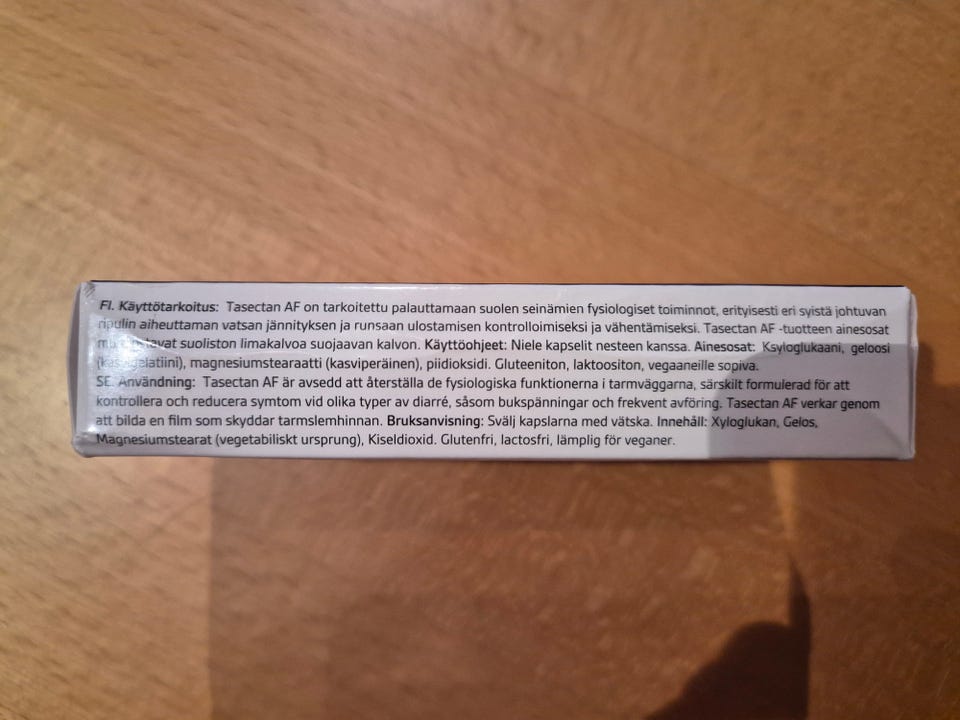 FI. Käyttötarkoitus: Tasectan AF on tarkoitettu palauttamaan suolen seinämien fysiologiset toiminnot, erityisesti eri syistä johtuvan
ripulin aiheuttaman vatsan jännityksen ja runsaan ulostamisen kontrolloimiseksi ja vähentämiseksi. Tasectan AF -tuotteen ainesosat
suoliston limakalvoa suojaavan kalvon. Käyttöohjeet: Niele kapselit nesteen kanssa. Ainesosat: Ksyloglukaani, geloosi
magnesiumstearaatti (kasviperäinen), piidioksidi. Gluteeniton, laktoositon, vegaaneille sopiva.
SE. Användning: Tasectan AF är avsedd att återställa de fysiologiska funktionerna i tarmväggarna, särskilt formulerad för att
kontrollera och reducera symtom vid olika typer av diarré, såsom bukspänningar och frekvent avföring. Tasectan AF verkar genom
att bilda en film som skyddar tarmslemhinnan. Bruksanvisning: Svälj kapslarna med vätska. Innehåll: Xyloglukan, Gelos,
Magnesiumstearat (vegetabiliskt ursprung), Kiseldioxid. Glutenfri, lactosfri, lämplig för veganer.